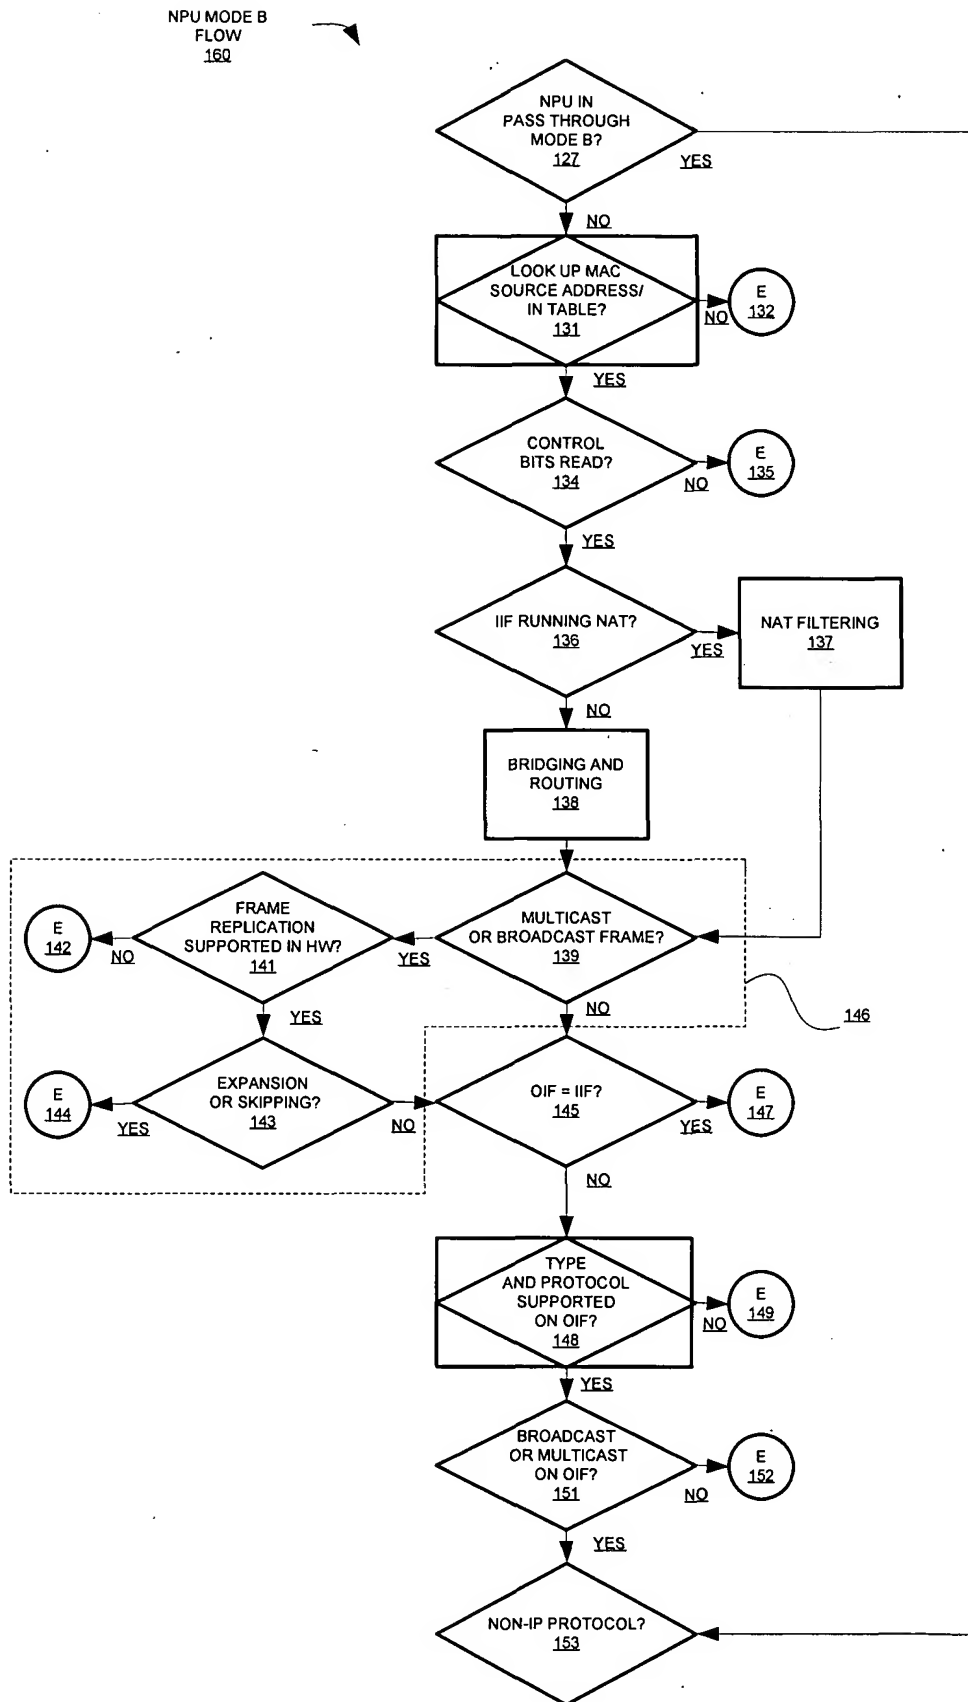 NPU MODE B
FLOW
160
NPU IN
PASS THROUGH
MODE B?
127
YES
NO
LOOK UP MAC
SOURCE ADDRESS/
IN TABLE?
131
NO
E
132
YES
CONTROL
BITS READ?
134
NO
E
135
YES
IIF RUNNING NAT?
136
YES
NAT FILTERING
137
NO
BRIDGING AND
ROUTING
138
MULTICAST
OR BROADCAST FRAME?
139
YES
FRAME
REPLICATION
SUPPORTED IN HW?
141
NO
E
142
YES
NO
146
EXPANSION
OR SKIPPING?
143
YES
E
144
NO
OIF = IIF?
145
YES
E
147
NO
TYPE
AND PROTOCOL
SUPPORTED
ON OIF?
148
NO
E
149
YES
BROADCAST
OR MULTICAST
ON OIF?
151
NO
E
152
YES
NON-IP PROTOCOL?
153